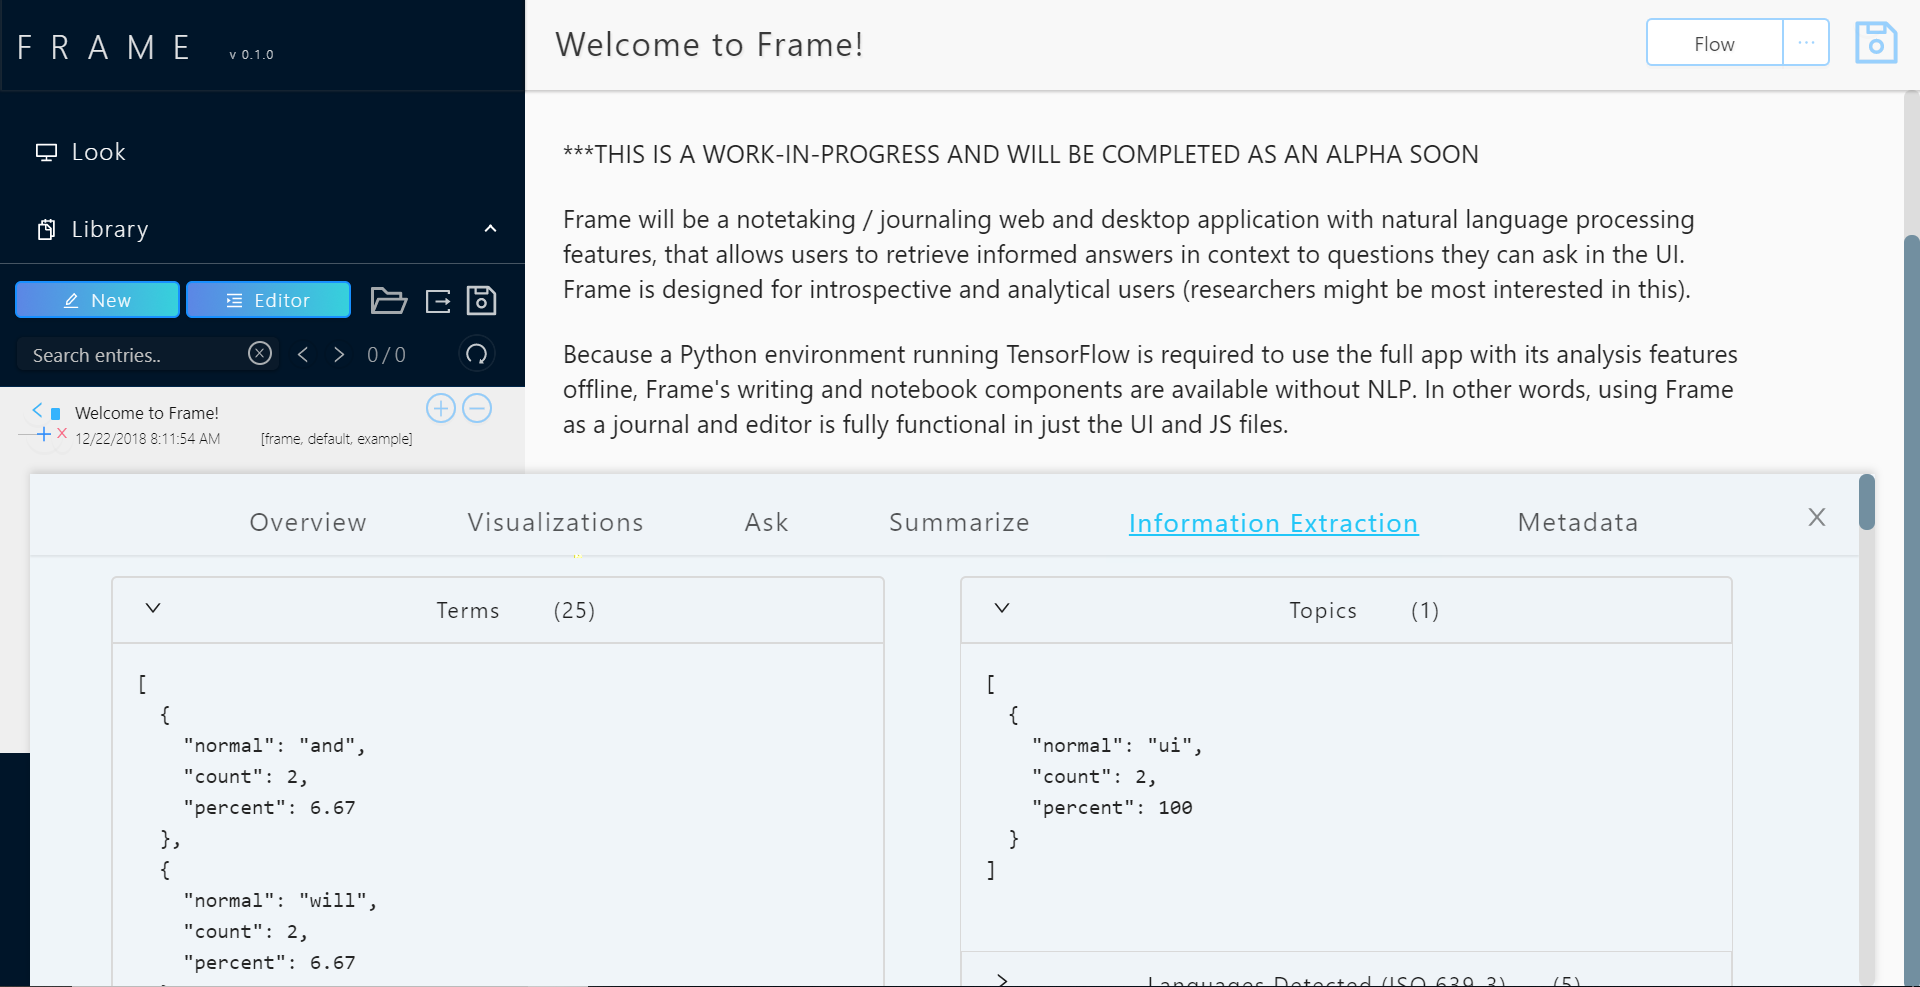 FRAME v 0.1.0
Look
Library
New Editor
Search entries.. 0/0
Welcome to Frame!
12/22/2018 8:11:54 AM [frame, default, example]
Welcome to Frame!
Flow ...
***THIS IS A WORK-IN-PROGRESS AND WILL BE COMPLETED AS AN ALPHA SOON
Frame will be a notetaking / journaling web and desktop application with natural language processing
features, that allows users to retrieve informed answers in context to questions they can ask in the UI.
Frame is designed for introspective and analytical users (researchers might be most interested in this).
Because a Python environment running TensorFlow is required to use the full app with its analysis features
offline, Frame's writing and notebook components are available without NLP. In other words, using Frame
as a journal and editor is fully functional in just the UI and JS files.
Overview Visualizations Ask Summarize Information Extraction Metadata X
Terms (25)
[
{
"normal": "and",
"count": 2,
"percent": 6.67
},
{
"normal": "will",
"count": 2,
"percent": 6.67
Topics (1)
[
{
"normal": "ui",
"count": 2,
"percent": 100
}
]
Languages Detected (ISO 639-3) (5)